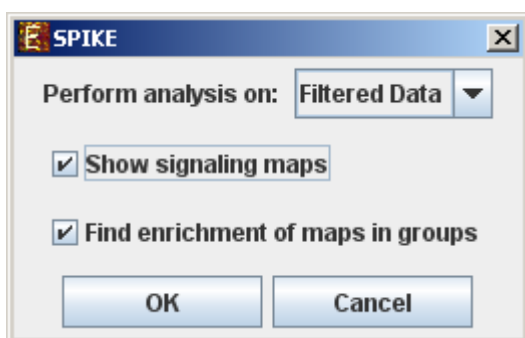 SPIKE
Perform analysis on: Filtered Data
Show signaling maps
Find enrichment of maps in groups
OK Cancel